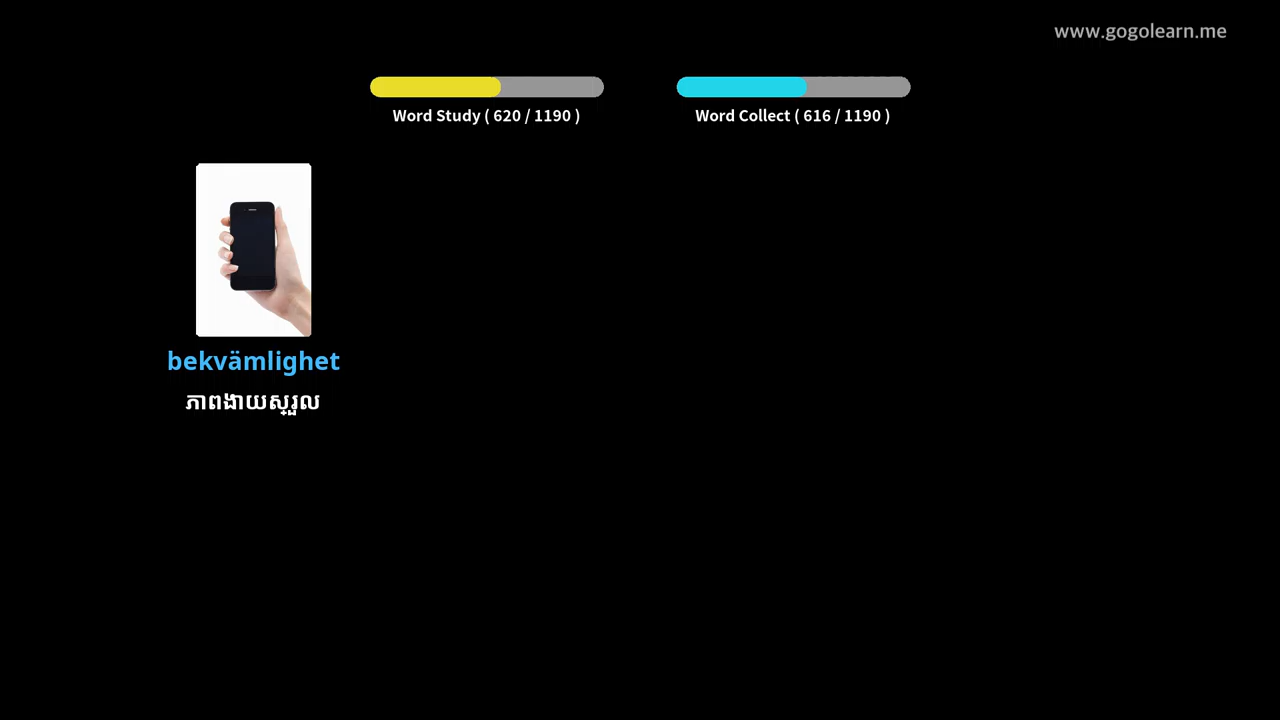 www.gogolearn.me
Word Study ( 620 / 1190 )
Word Collect ( 616 / 1190 )
bekvämlighet
ភាពងាយស្រួល